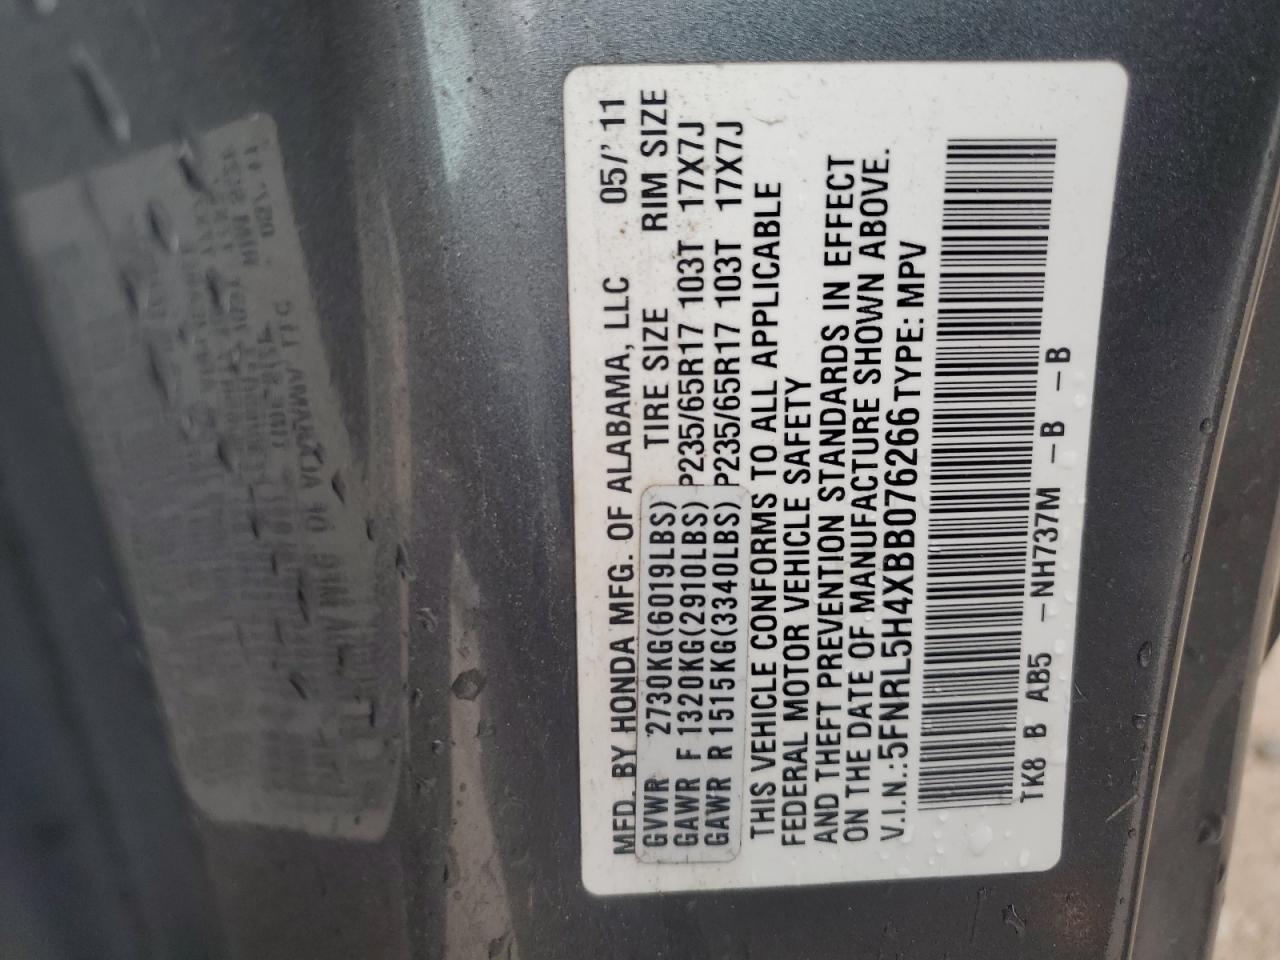 MFD. BY HONDA MFG. OF ALABAMA, LLC 05/' 11
GVWR 2730KG(6019LBS) TIRE SIZE RIM SIZE
GAWR F 1320KG(2910LBS) P235/65R17 103T 17X7J
GAWR R 1515KG(3340LBS) P235/65R17 103T 17X7J
THIS VEHICLE CONFORMS TO ALL APPLICABLE
FEDERAL MOTOR VEHICLE SAFETY
AND THEFT PREVENTION STANDARDS IN EFFECT
ON THE DATE OF MANUFACTURE SHOWN ABOVE.
V.I.N.:5FNRL5H4XBB076266 TYPE: MPV
TK8 B AB5 -NH737M -B -B